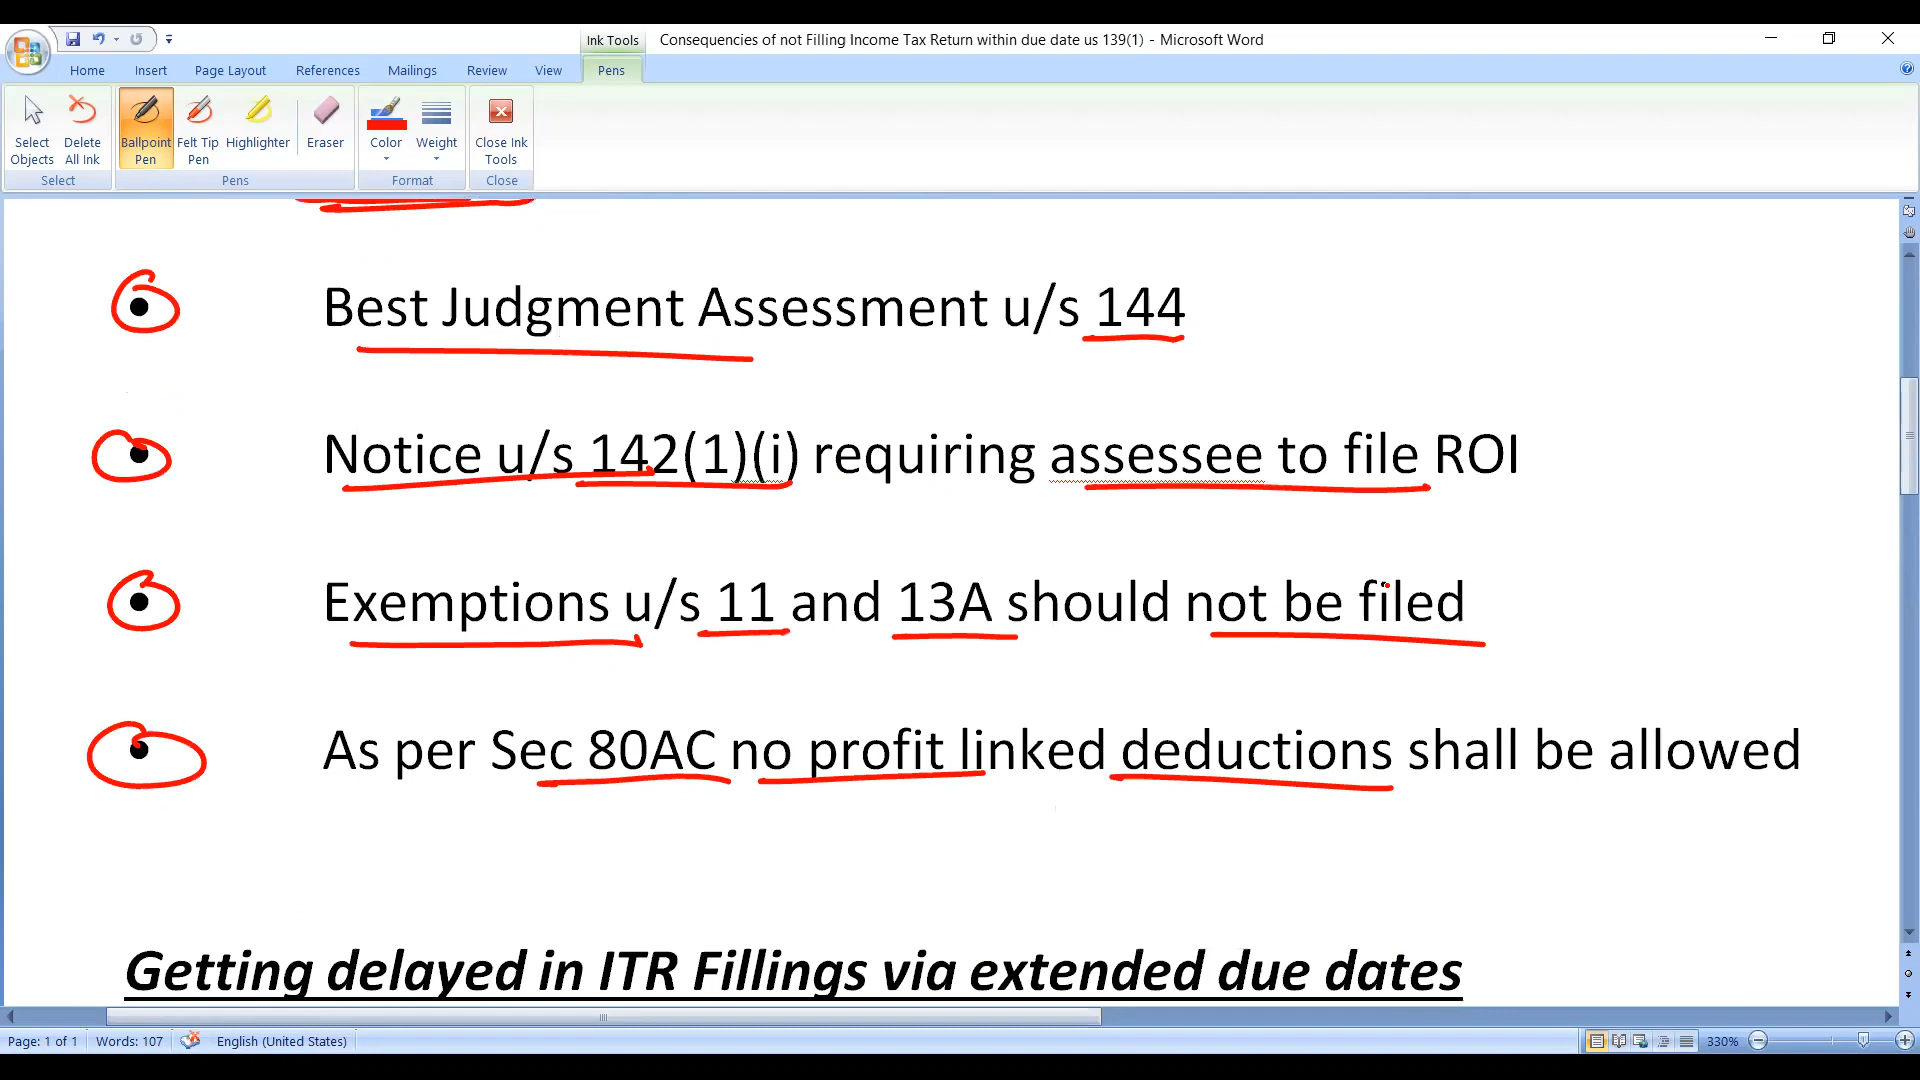 Ink Tools
Consequencies of not Filling Income Tax Return within due date us 139(1) - Microsoft Word
Home Insert Page Layout References Mailings Review View Pens
Select Objects
Delete All Ink
Ballpoint Pen
Felt Tip Pen
Highlighter
Eraser
Color
Weight
Close Ink Tools
Select Pens Format Close
Best Judgment Assessment u/s 144
Notice u/s 142(1)(i) requiring assessee to file ROI
Exemptions u/s 11 and 13A should not be filed
As per Sec 80AC no profit linked deductions shall be allowed
Getting delayed in ITR Fillings via extended due dates
Page: 1 of 1 Words: 107 English (United States) 330%